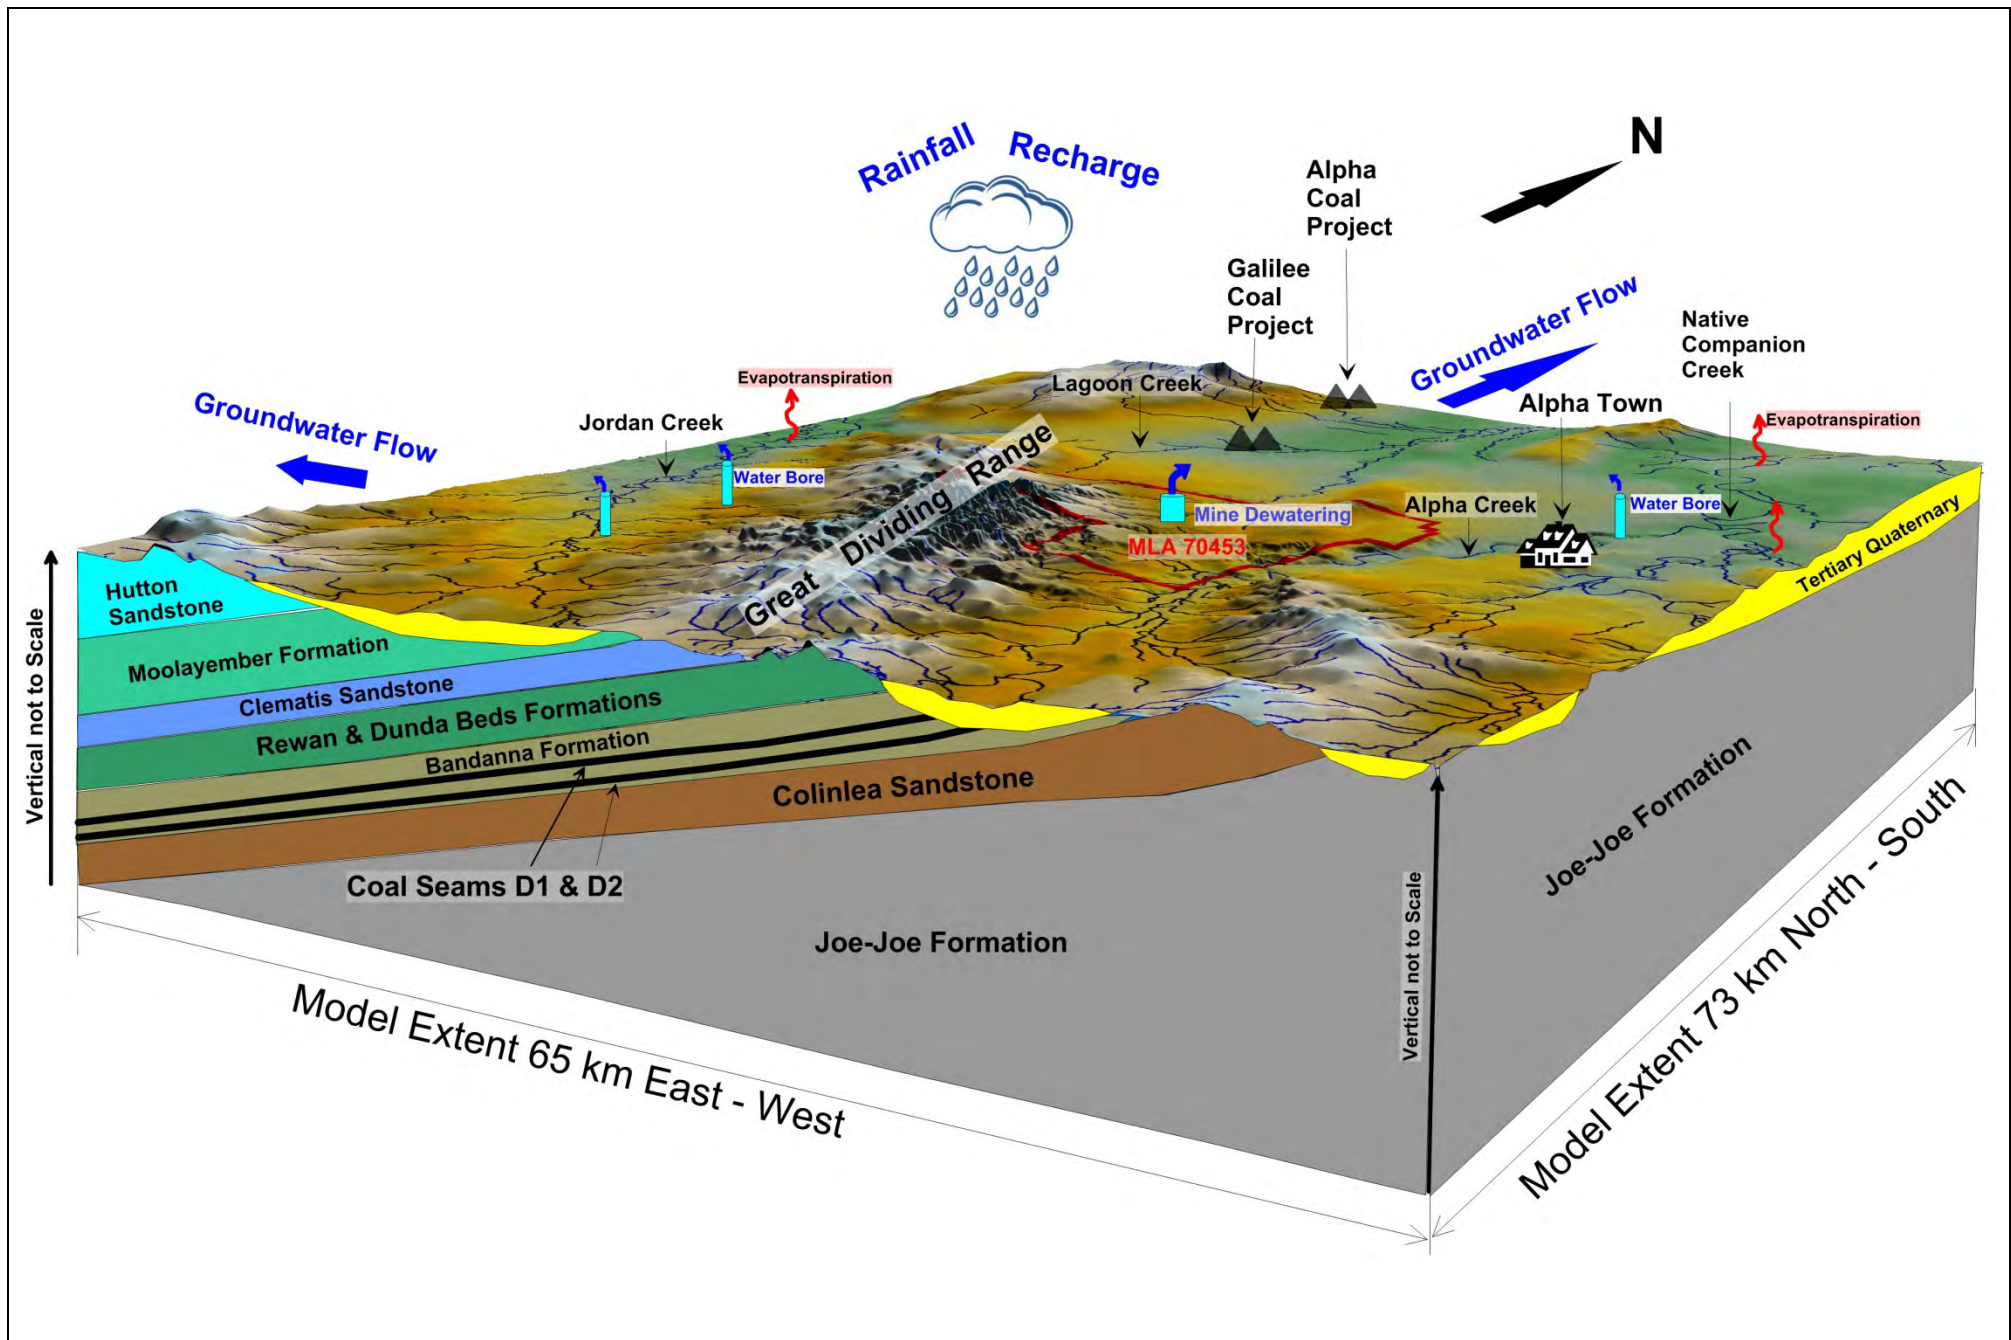 Rainfall Recharge
N
Alpha
Coal
Project
Galilee
Coal
Project
Groundwater Flow
Native
Companion
Creek
Evapotranspiration
Lagoon Creek
Groundwater Flow
Jordan Creek
Alpha Town
Evapotranspiration
Water Bore
Great Dividing Range
Mine Dewatering
MLA 70453
Alpha Creek
Water Bore
Tertiary Quaternary
Vertical not to Scale
Hutton
Sandstone
Moolayember Formation
Clematis Sandstone
Rewan & Dunda Beds Formations
Bandanna Formation
Colinlea Sandstone
Coal Seams D1 & D2
Joe-Joe Formation
Joe-Joe Formation
Vertical not to Scale
Model Extent 65 km East - West
Model Extent 73 km North - South